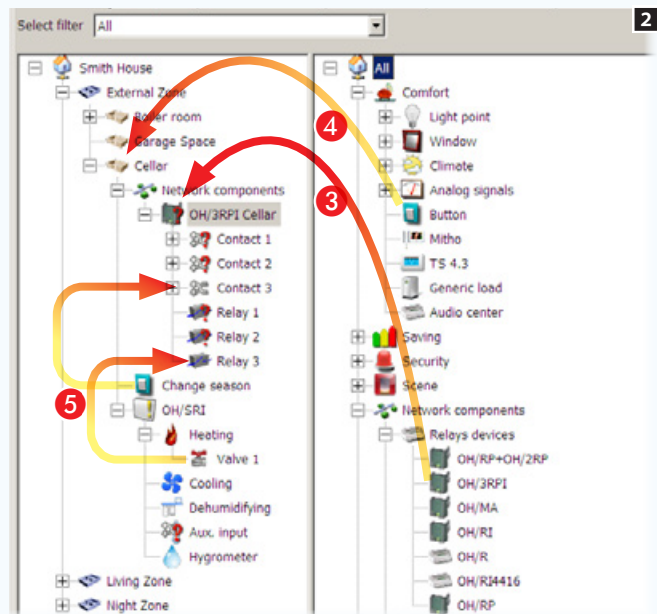 Select filter All
2
Smith House
External Zone
Boiler room
Garage Space
Cellar
Network components
OH/3RPI Cellar
Contact 1
Contact 2
Contact 3
Relay 1
Relay 2
Relay 3
Change season
OH/SRI
Heating
Valve 1
Cooling
Dehumidifying
Aux. input
Hygrometer
Living Zone
Night Zone
5
All
Comfort
Light point
Window
Climate
Analog signals
Button
Mitho
TS 4.3
Generic load
Audio center
Saving
Security
Scene
Network components
Relays devices
OH/RP+OH/2RP
OH/3RPI
OH/MA
OH/RI
OH/R
OH/RI4416
OH/RP
4
3